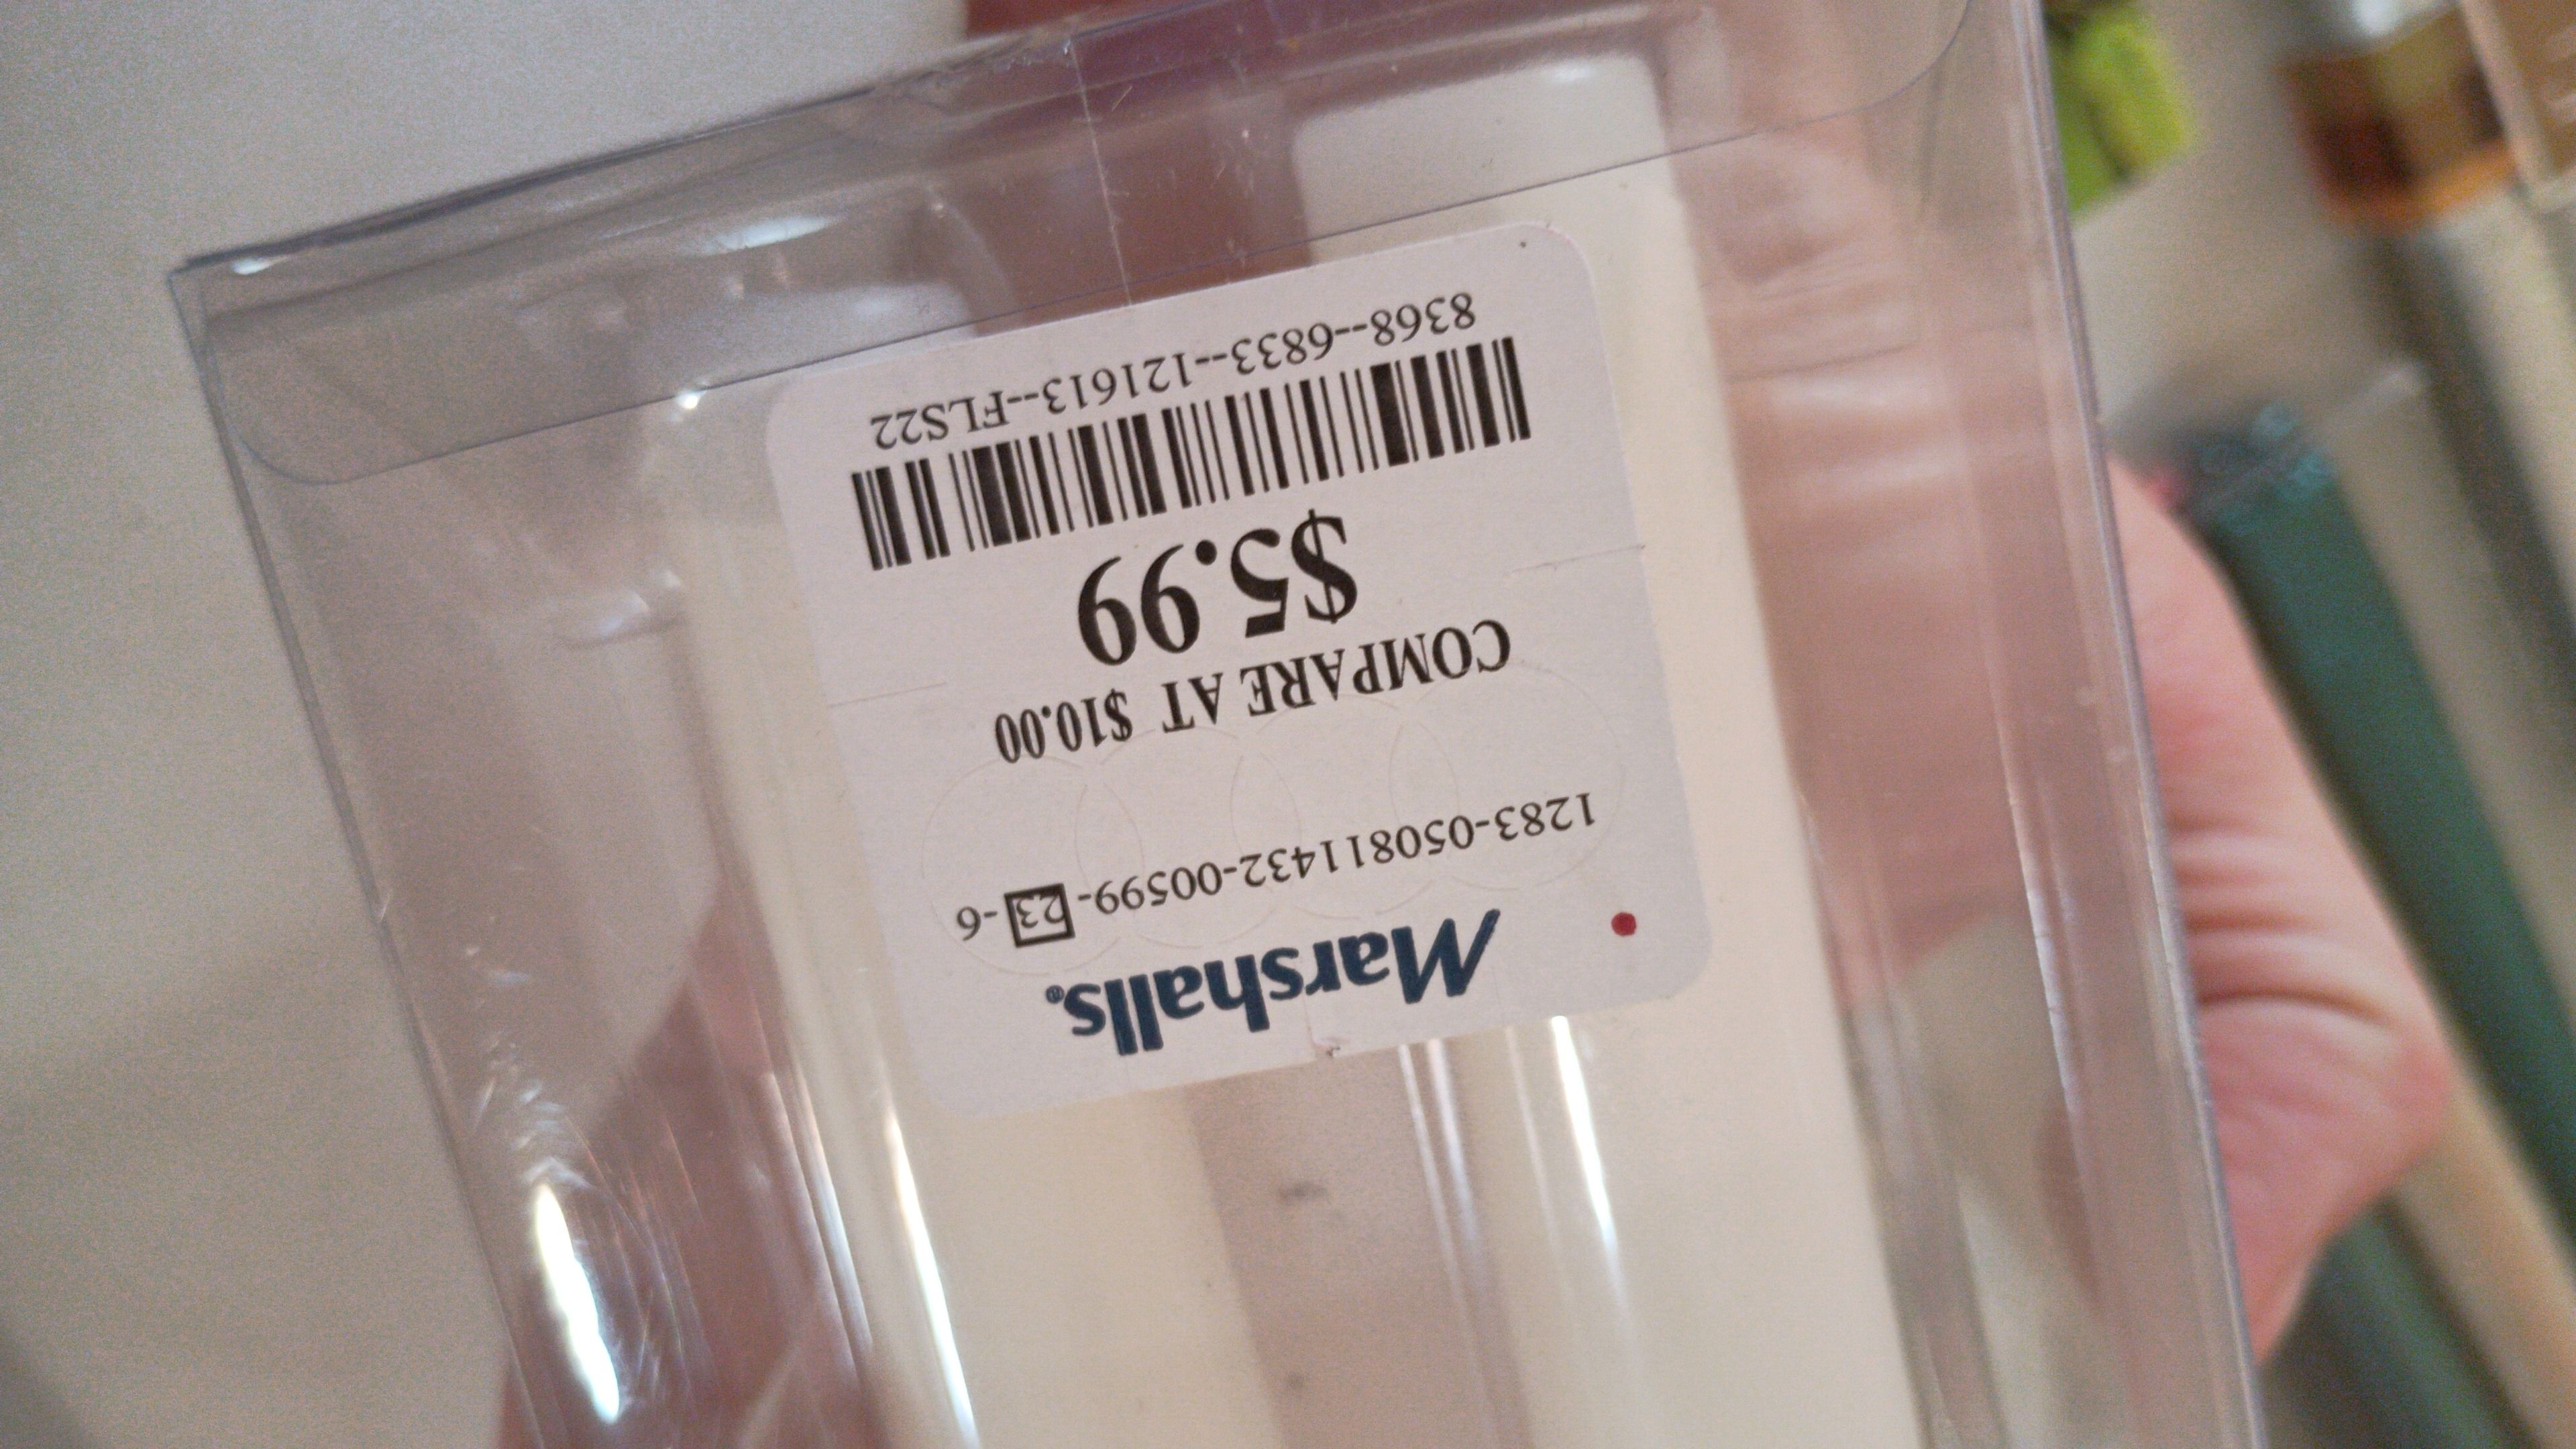 Marshalls®
1283-050811432-00599-23-6
COMPARE AT $10.00
$5.99
8368--6833--121613--FLS22